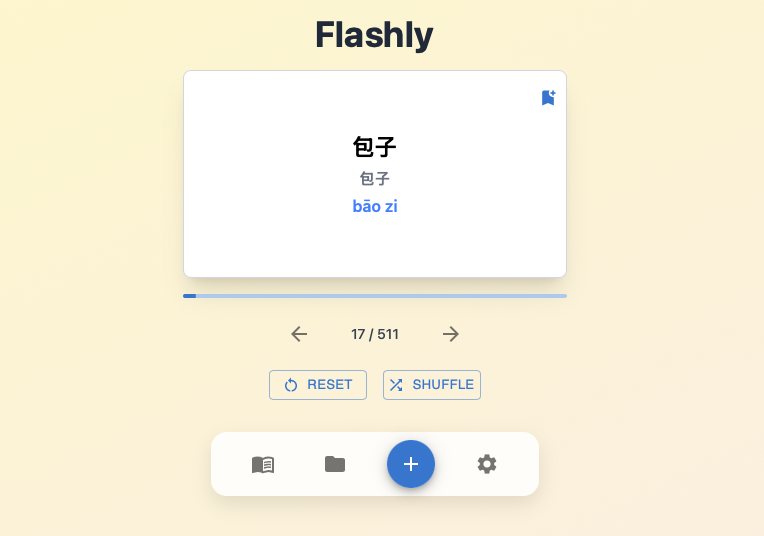 Flashly
包子
包子
bāo zi
17 / 511
RESET
SHUFFLE